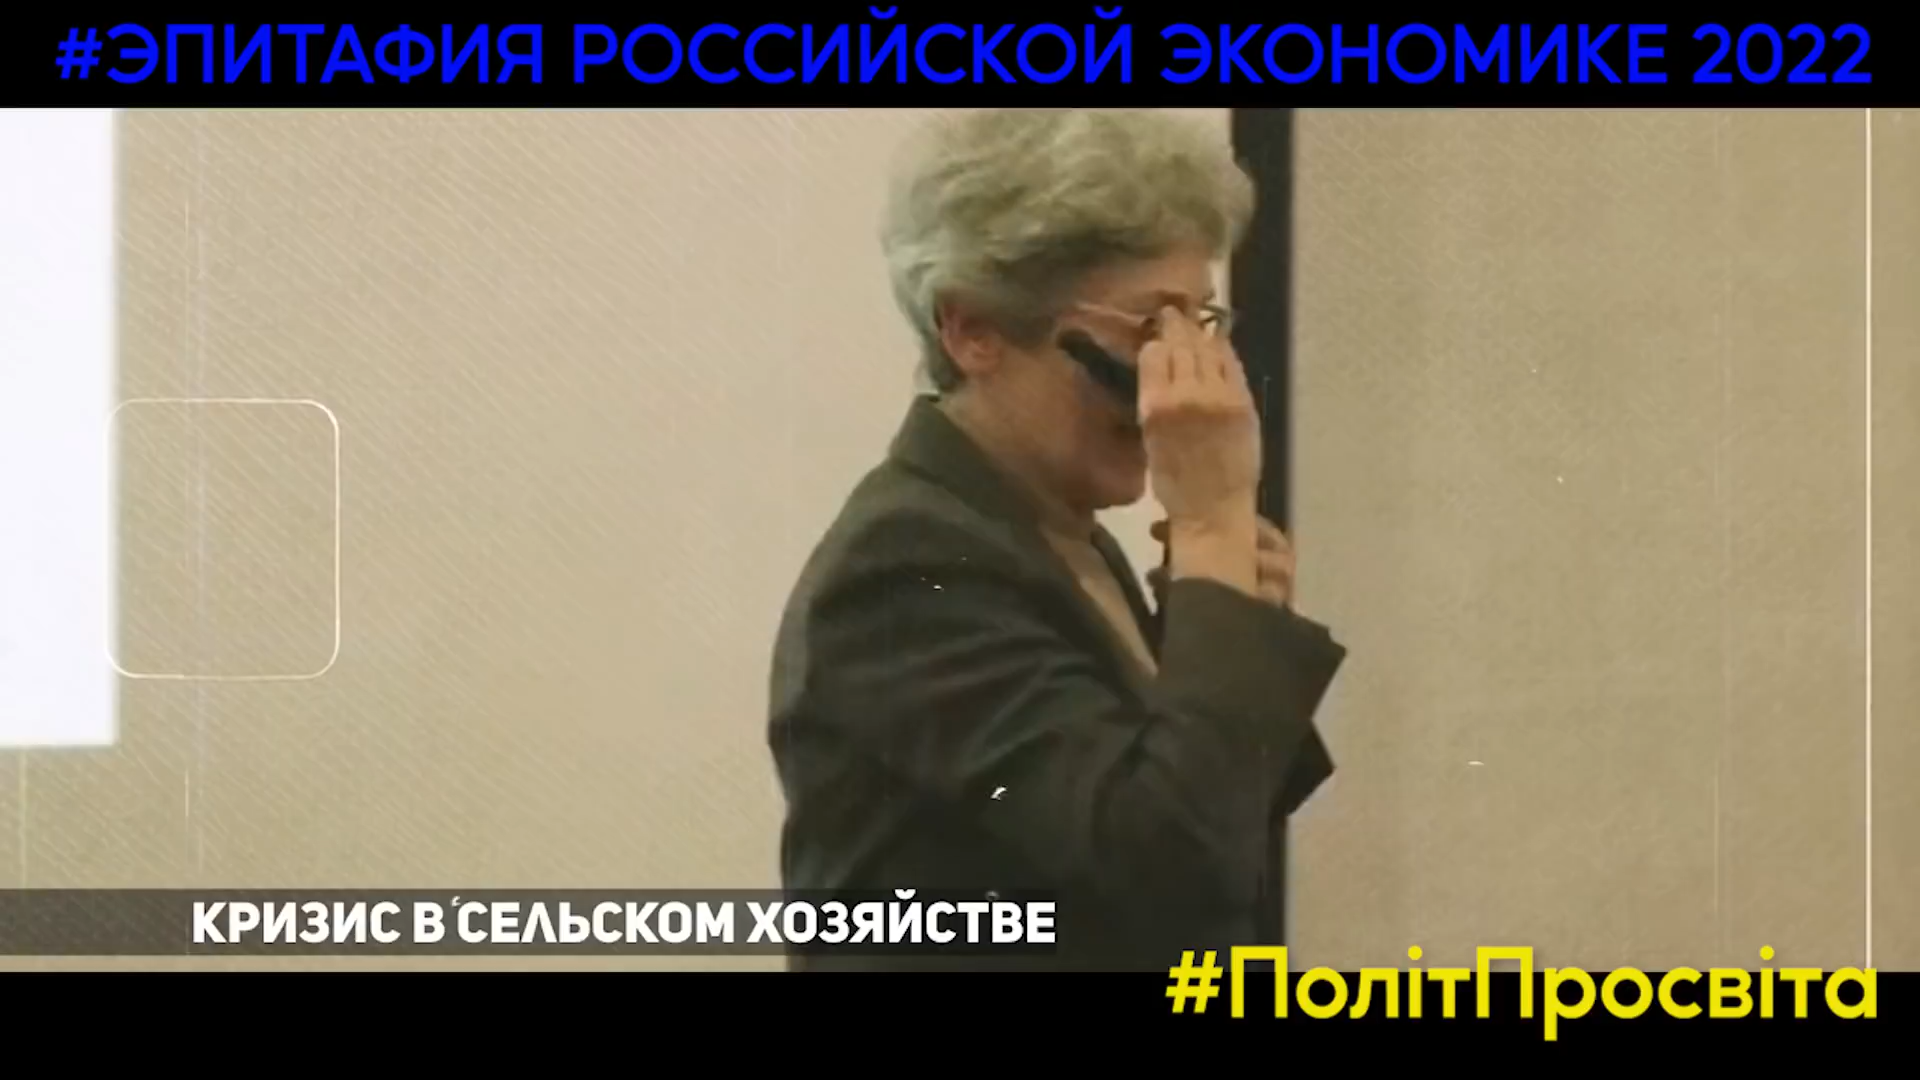 #ЭПИТАФИЯ РОССИЙСКОЙ ЭКОНОМИКЕ 2022
КРИЗИС В СЕЛЬСКОМ ХОЗЯЙСТВЕ
#ПолітПросвіта